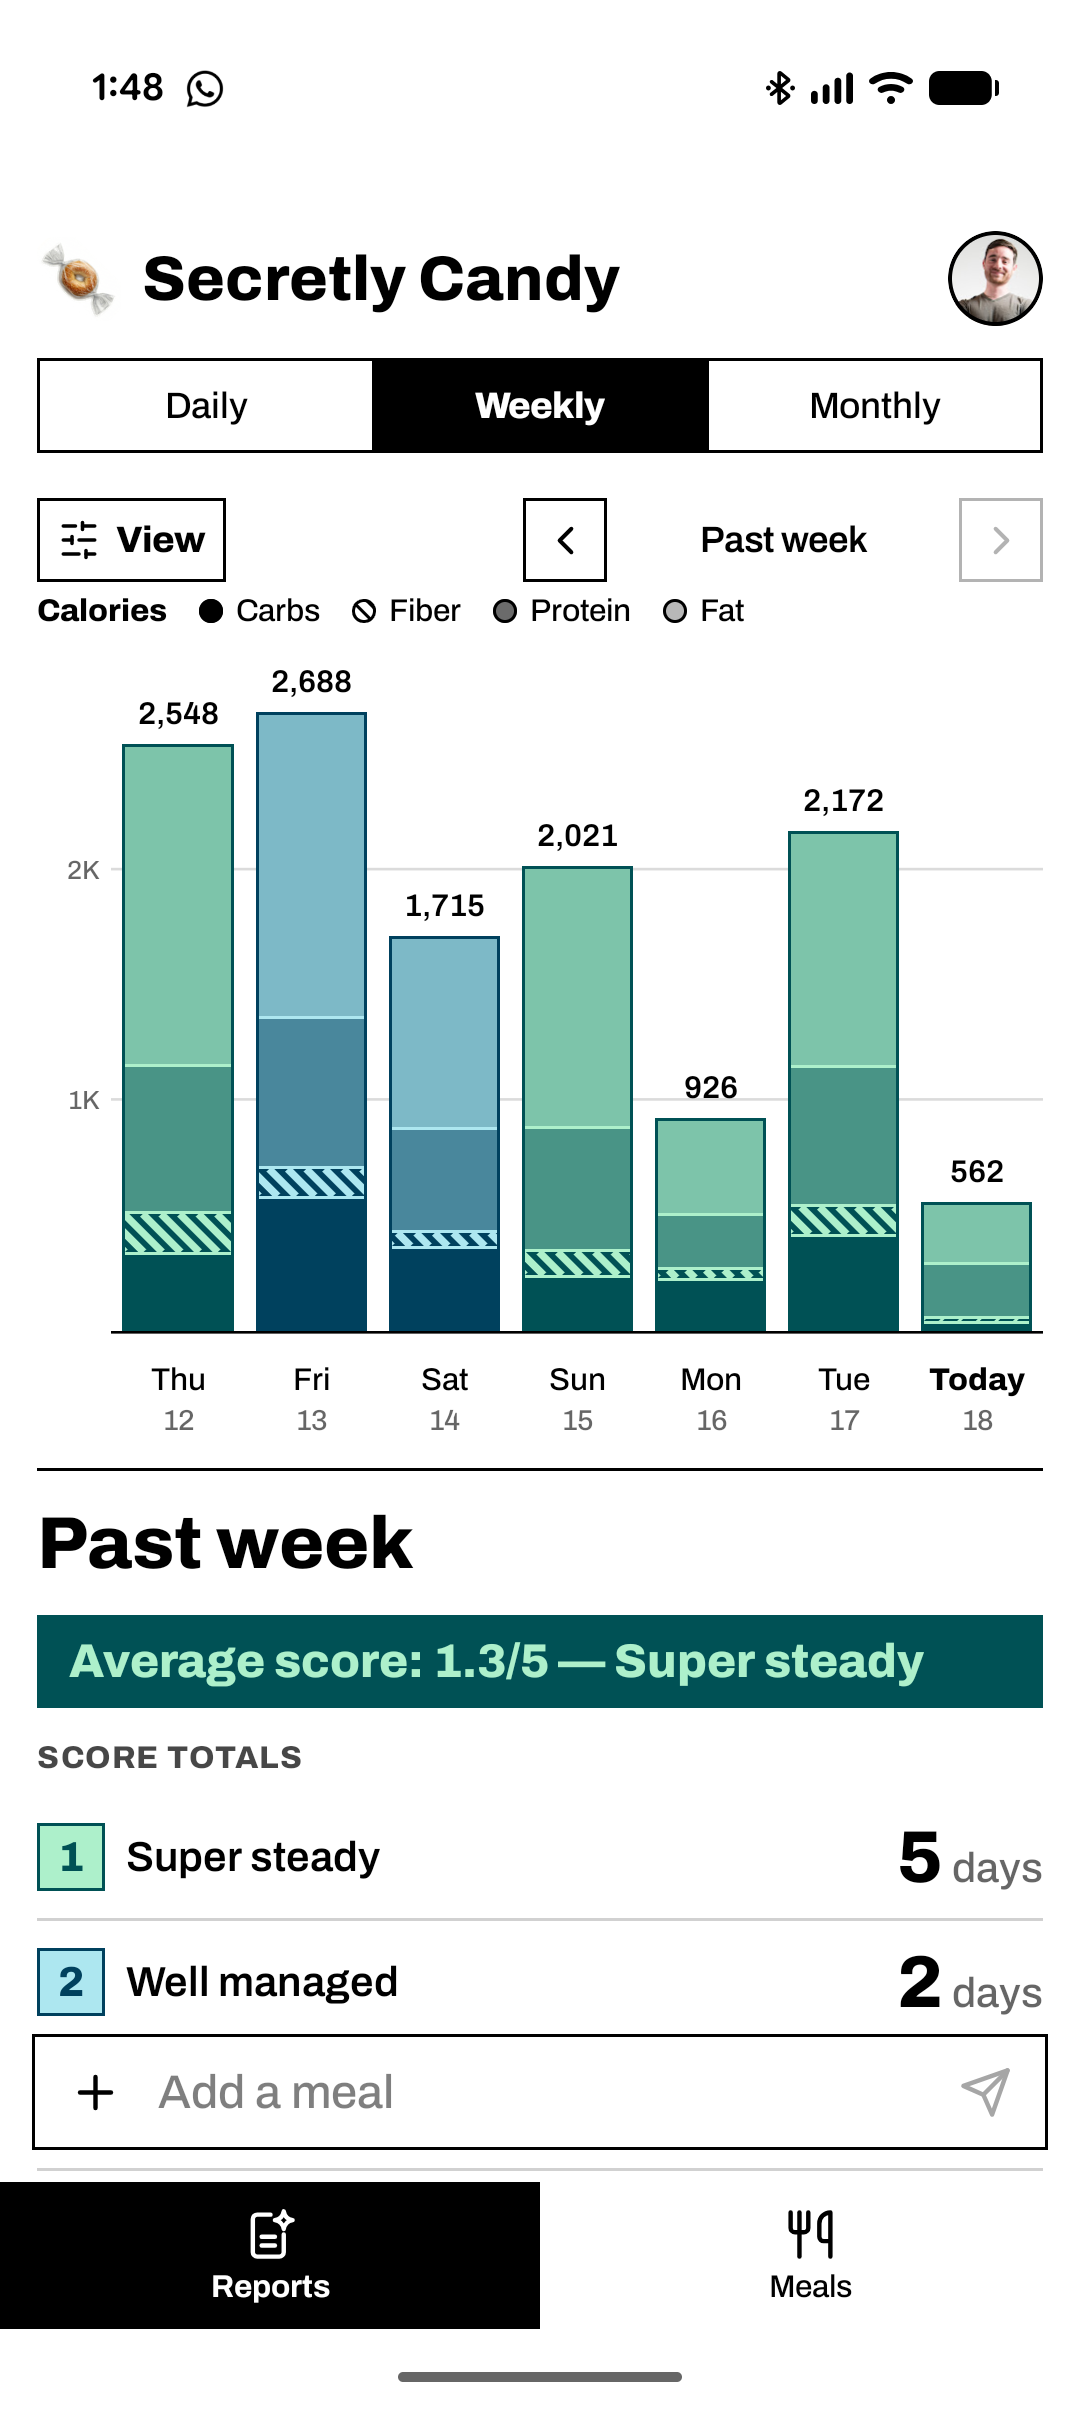 1:48
Secretly Candy
Daily Weekly Monthly
View Past week
Calories Carbs Fiber Protein Fat
2,688
2,548
2,172
2,021
2K
1,715
1K
926
562
Thu Fri Sat Sun Mon Tue Today
12 13 14 15 16 17 18
Past week
Average score: 1.3/5 — Super steady
SCORE TOTALS
1 Super steady 5 days
2 Well managed 2 days
Add a meal
Reports Meals